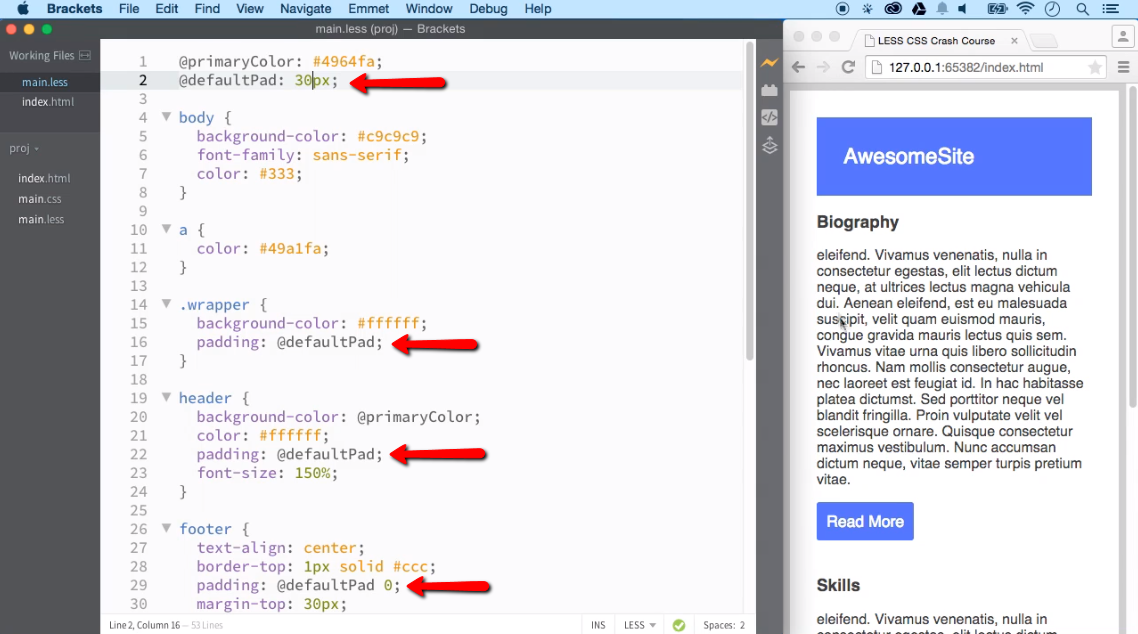 Brackets File Edit Find View Navigate Emmet Window Debug Help
main.less (proj) — Brackets
Working Files
main.less
index.html
proj
index.html
main.css
main.less
1 @primaryColor: #4964fa;
2 @defaultPad: 30px;
3
4 body {
5 background-color: #c9c9c9;
6 font-family: sans-serif;
7 color: #333;
8 }
9
10 a {
11 color: #49a1fa;
12 }
13
14 .wrapper {
15 background-color: #ffffff;
16 padding: @defaultPad;
17 }
18
19 header {
20 background-color: @primaryColor;
21 color: #ffffff;
22 padding: @defaultPad;
23 font-size: 150%;
24 }
25
26 footer {
27 text-align: center;
28 border-top: 1px solid #ccc;
29 padding: @defaultPad 0;
30 margin-top: 30px;
Line 2, Column 16 — 53 Lines
INS LESS Spaces: 2
LESS CSS Crash Course
127.0.0.1:65382/index.html
AwesomeSite
Biography
eleifend. Vivamus venenatis, nulla in
consectetur egestas, elit lectus dictum
neque, at ultrices lectus magna vehicula
dui. Aenean eleifend, est eu malesuada
suscipit, velit quam euismod mauris,
congue gravida mauris lectus quis sem.
Vivamus vitae urna quis libero sollicitudin
rhoncus. Nam mollis consectetur augue,
nec laoreet est feugiat id. In hac habitasse
platea dictumst. Sed porttitor neque vel
blandit fringilla. Proin vulputate velit vel
scelerisque ornare. Quisque consectetur
maximus vestibulum. Nunc accumsan
dictum neque, vitae semper turpis pretium
vitae.
Read More
Skills
eleifend. Vivamus venenatis, nulla in